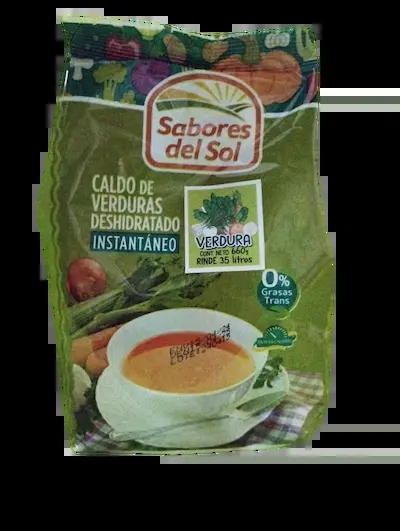 Sabores
del Sol
CALDO DE
VERDURAS
DESHIDRATADO
INSTANTÁNEO
VERDURA
CONT NETO 660g
RINDE 35 litros
0%
Grasas
Trans